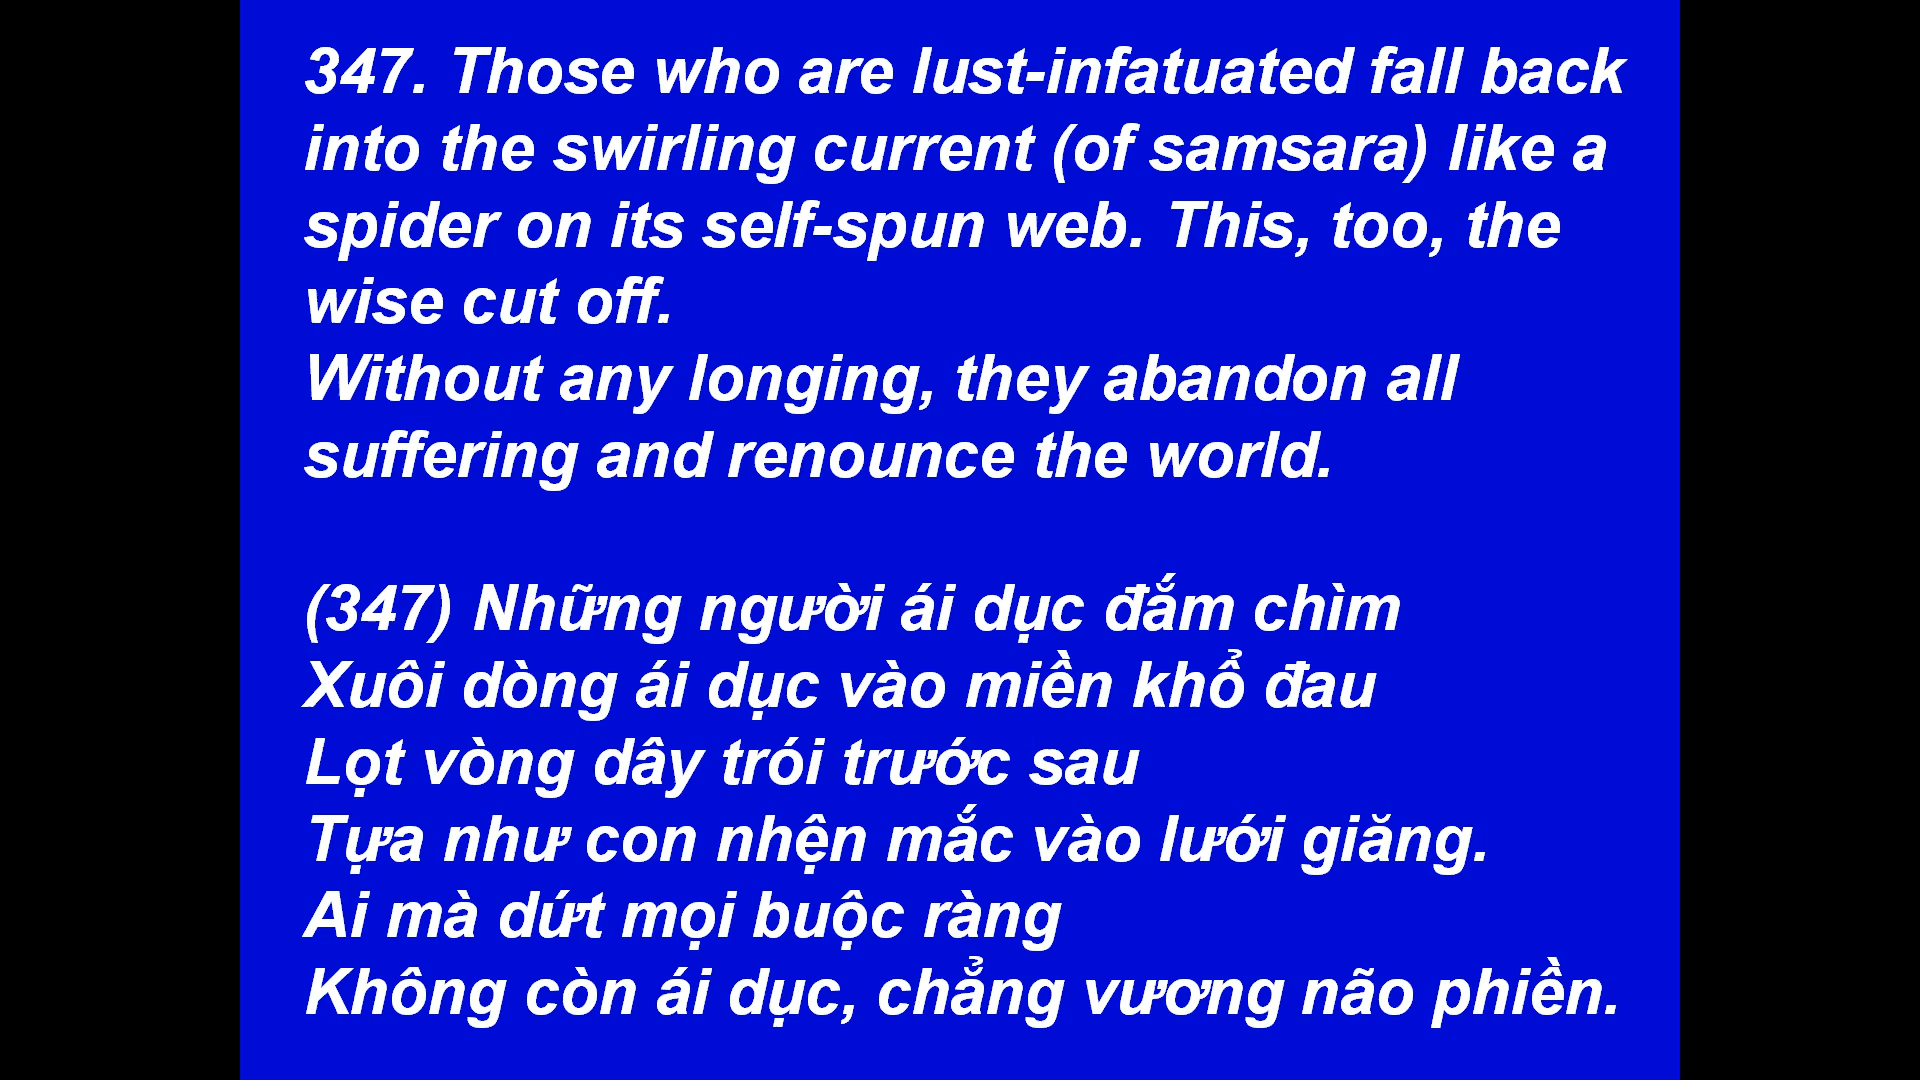 347. Those who are lust-infatuated fall back
into the swirling current (of samsara) like a
spider on its self-spun web. This, too, the
wise cut off.
Without any longing, they abandon all
suffering and renounce the world.
(347) Những người ái dục đắm chìm
Xuôi dòng ái dục vào miền khổ đau
Lọt vòng dây trói trước sau
Tựa như con nhện mắc vào lưới giăng.
Ai mà dứt mọi buộc ràng
Không còn ái dục, chẳng vương não phiền.